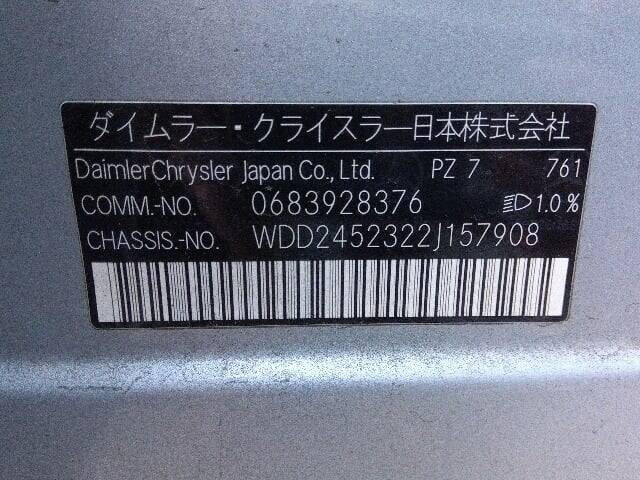 ダイムラー・クライスラー日本株式会社
DaimlerChrysler Japan Co., Ltd. PZ 7 761
COMM.-NO. 0683928376 1.0%
CHASSIS.-NO. WDD2452322J157908